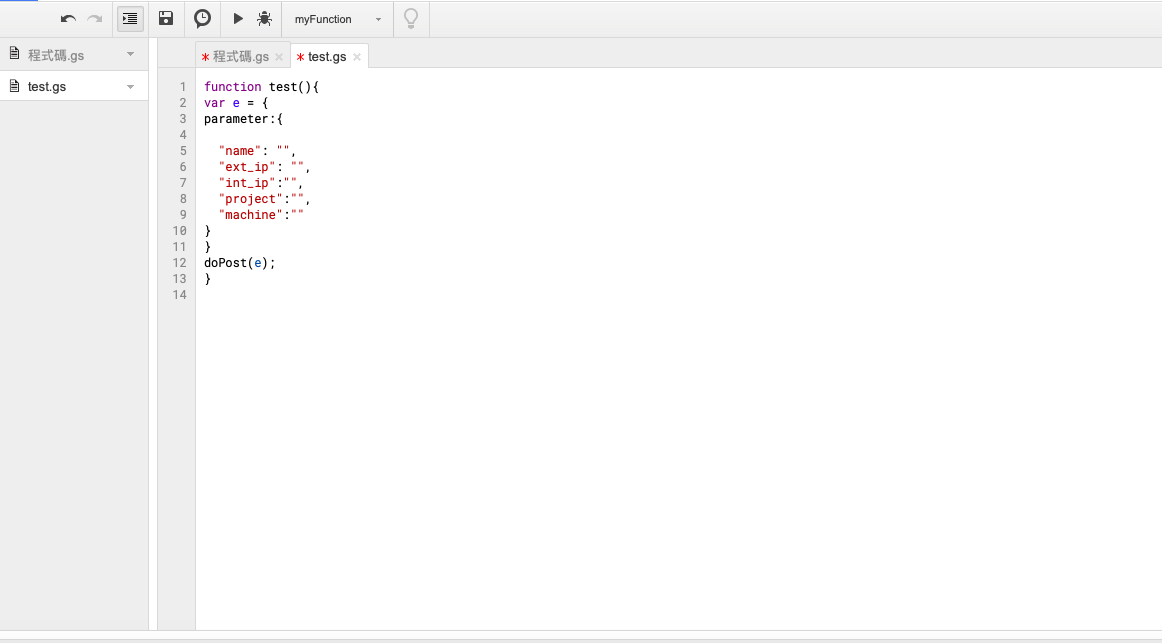 myFunction
程式碼.gs
test.gs
* 程式碼.gs ×
* test.gs ×
1 function test(){
2 var e = {
3 parameter:{
4
5 "name": "",
6 "ext_ip": "",
7 "int_ip":"",
8 "project":"",
9 "machine":""
10 }
11 }
12 doPost(e);
13 }
14